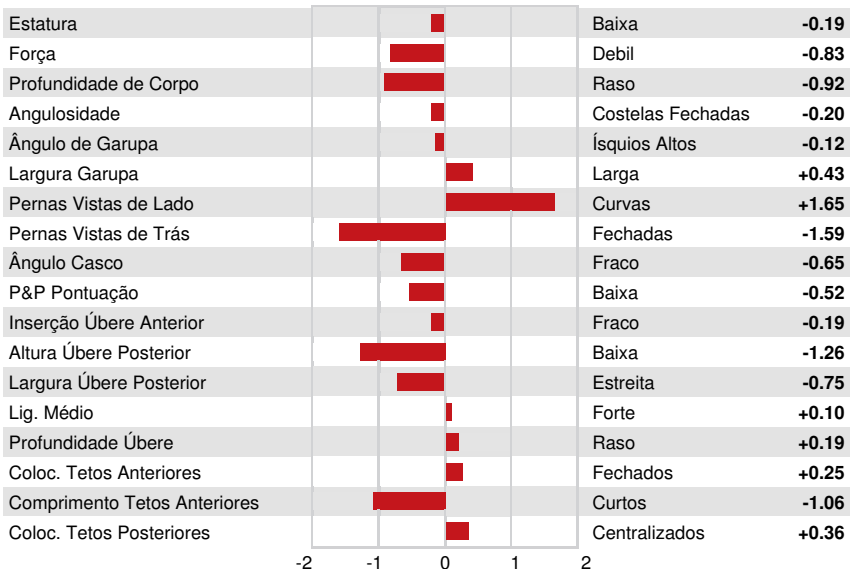 Estatura Baixa -0.19
Força Debil -0.83
Profundidade de Corpo Raso -0.92
Angulosidade Costelas Fechadas -0.20
Ângulo de Garupa Ísquios Altos -0.12
Largura Garupa Larga +0.43
Pernas Vistas de Lado Curvas +1.65
Pernas Vistas de Trás Fechadas -1.59
Ângulo Casco Fraco -0.65
P&P Pontuação Baixa -0.52
Inserção Úbere Anterior Fraco -0.19
Altura Úbere Posterior Baixa -1.26
Largura Úbere Posterior Estreita -0.75
Lig. Médio Forte +0.10
Profundidade Úbere Raso +0.19
Coloc. Tetos Anteriores Fechados +0.25
Comprimento Tetos Anteriores Curtos -1.06
Coloc. Tetos Posteriores Centralizados +0.36
-2 -1 0 1 2